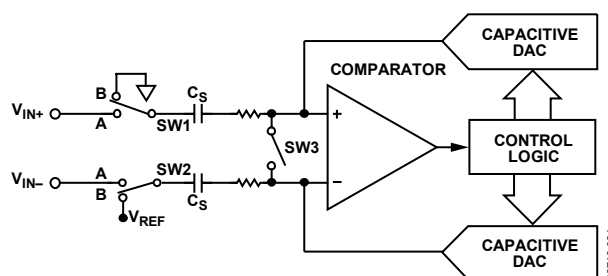 CAPACITIVE
DAC
COMPARATOR
B
CS
VIN+
A
SW1
+
SW3
CONTROL
LOGIC
VIN–
A
SW2
–
B
CS
VREF
CAPACITIVE
DAC